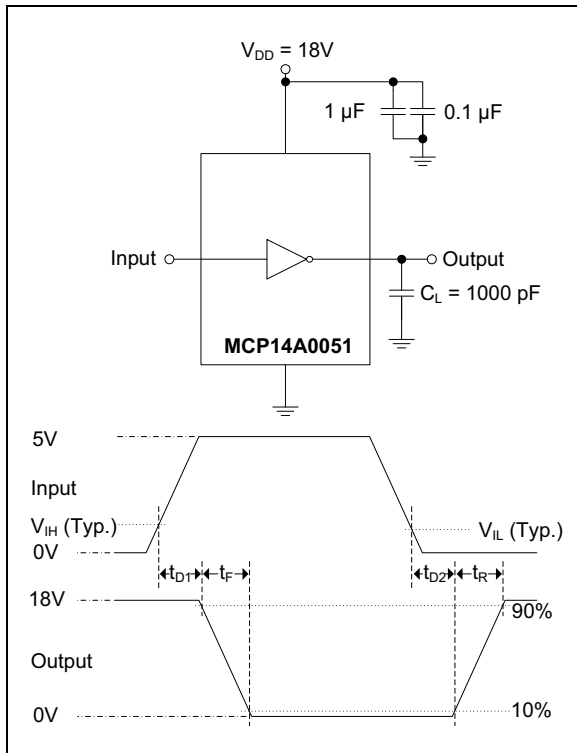 V_DD = 18V
1 µF 0.1 µF
Input Output
C_L = 1000 pF
MCP14A0051
5V
Input
V_IH (Typ.) V_IL (Typ.)
0V
t_D1 t_F t_D2 t_R
18V 90%
Output
0V 10%